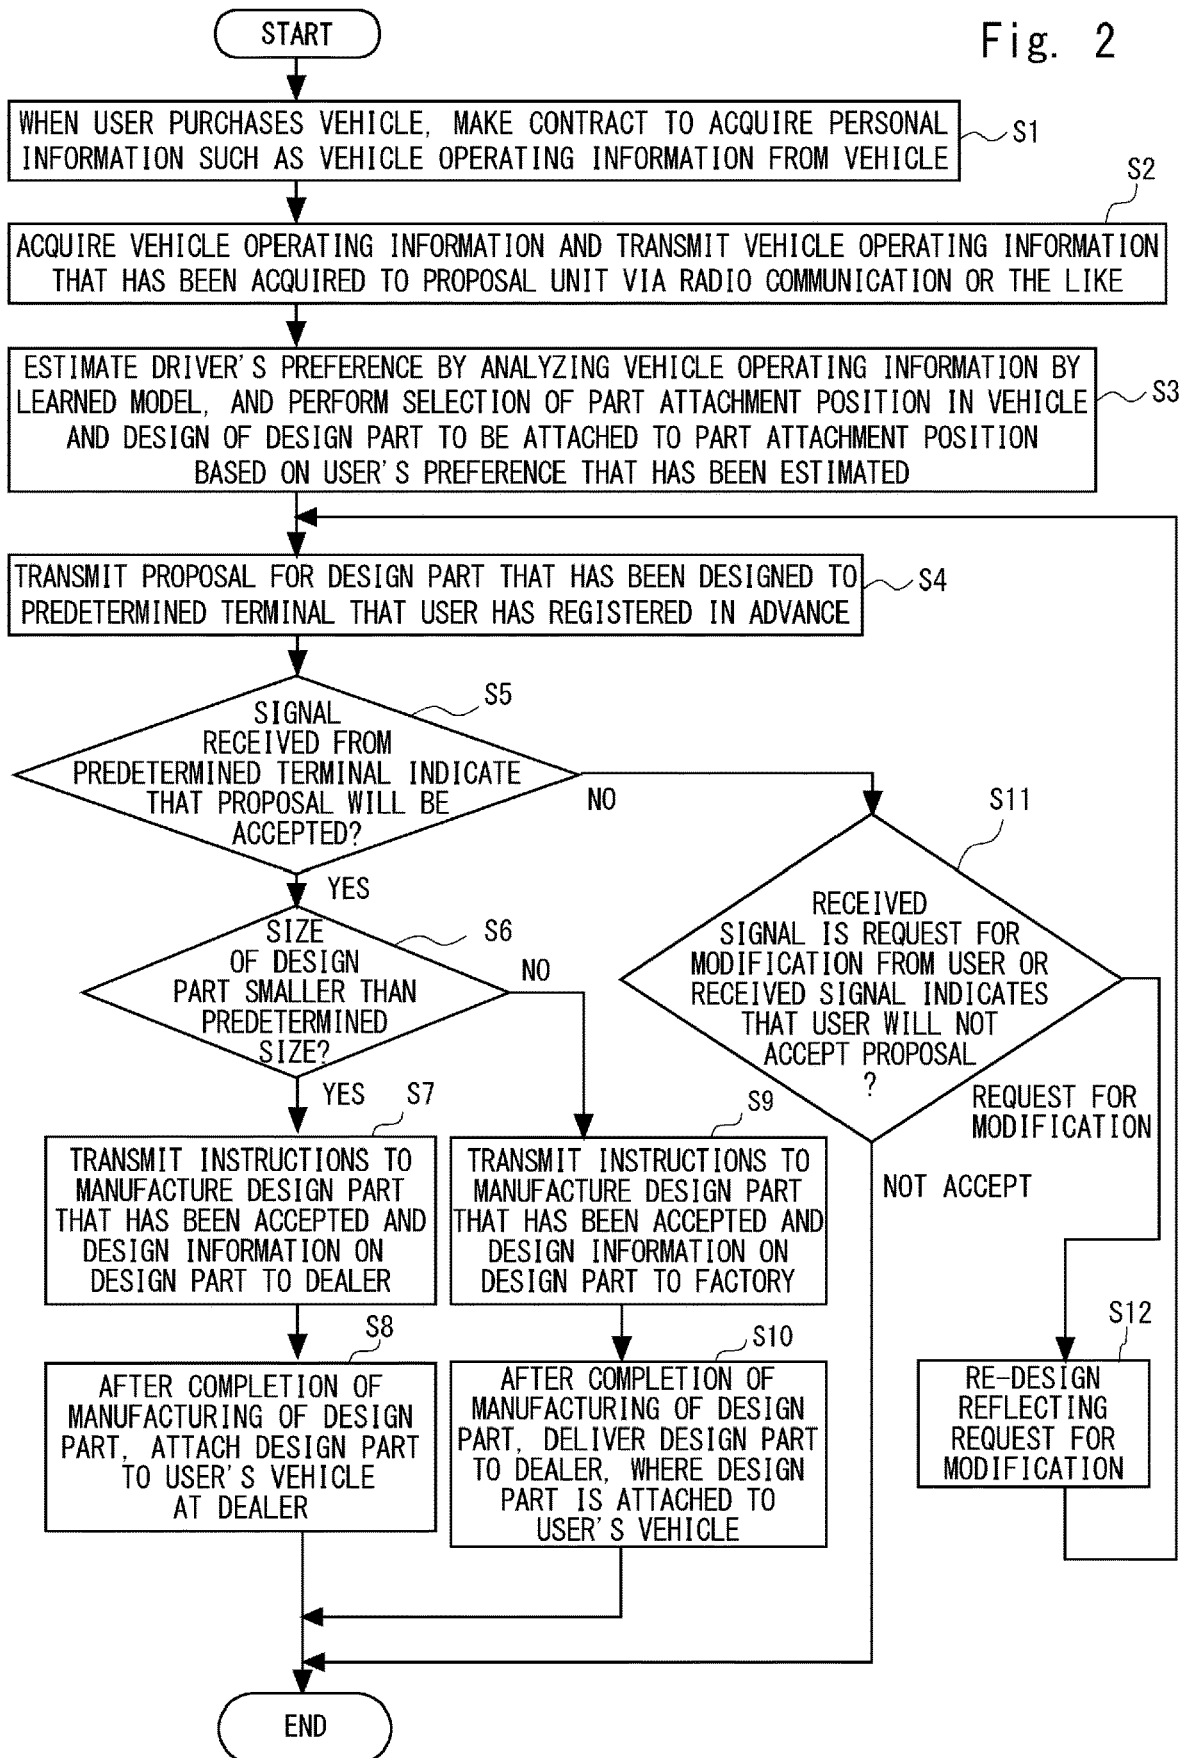 START
Fig. 2
WHEN USER PURCHASES VEHICLE, MAKE CONTRACT TO ACQUIRE PERSONAL
INFORMATION SUCH AS VEHICLE OPERATING INFORMATION FROM VEHICLE
S1
S2
ACQUIRE VEHICLE OPERATING INFORMATION AND TRANSMIT VEHICLE OPERATING INFORMATION
THAT HAS BEEN ACQUIRED TO PROPOSAL UNIT VIA RADIO COMMUNICATION OR THE LIKE
ESTIMATE DRIVER'S PREFERENCE BY ANALYZING VEHICLE OPERATING INFORMATION BY
LEARNED MODEL, AND PERFORM SELECTION OF PART ATTACHMENT POSITION IN VEHICLE
AND DESIGN OF DESIGN PART TO BE ATTACHED TO PART ATTACHMENT POSITION
BASED ON USER'S PREFERENCE THAT HAS BEEN ESTIMATED
S3
TRANSMIT PROPOSAL FOR DESIGN PART THAT HAS BEEN DESIGNED TO
PREDETERMINED TERMINAL THAT USER HAS REGISTERED IN ADVANCE
S4
S5
SIGNAL
RECEIVED FROM
PREDETERMINED TERMINAL INDICATE
THAT PROPOSAL WILL BE
ACCEPTED?
NO
YES
S6
SIZE
OF DESIGN
PART SMALLER THAN
PREDETERMINED
SIZE?
NO
YES
S11
RECEIVED
SIGNAL IS REQUEST FOR
MODIFICATION FROM USER OR
RECEIVED SIGNAL INDICATES
THAT USER WILL NOT
ACCEPT PROPOSAL
?
REQUEST FOR
MODIFICATION
NOT ACCEPT
S7
TRANSMIT INSTRUCTIONS TO
MANUFACTURE DESIGN PART
THAT HAS BEEN ACCEPTED AND
DESIGN INFORMATION ON
DESIGN PART TO DEALER
S9
TRANSMIT INSTRUCTIONS TO
MANUFACTURE DESIGN PART
THAT HAS BEEN ACCEPTED AND
DESIGN INFORMATION ON
DESIGN PART TO FACTORY
S8
AFTER COMPLETION OF
MANUFACTURING OF DESIGN
PART, ATTACH DESIGN PART
TO USER'S VEHICLE
AT DEALER
S10
AFTER COMPLETION OF
MANUFACTURING OF DESIGN
PART, DELIVER DESIGN PART
TO DEALER, WHERE DESIGN
PART IS ATTACHED TO
USER'S VEHICLE
S12
RE-DESIGN
REFLECTING
REQUEST FOR
MODIFICATION
END